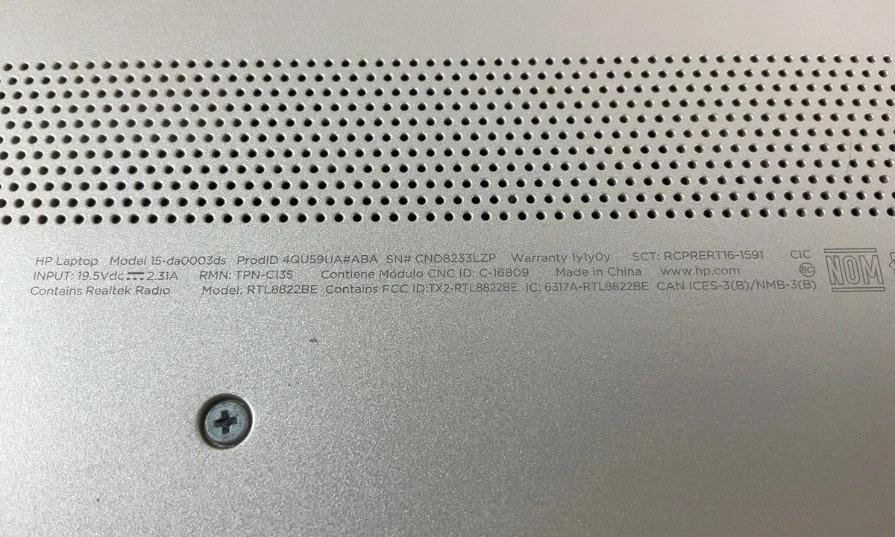 HP Laptop Model 15-da0003ds ProdID 4QU59UA#ABA SN# CND8233LZP Warranty 1y1y0y SCT: RCPRERT16-1591 CIC
INPUT: 19.5Vdc 2.31A RMN: TPN-C135 Contiene Módulo CNC ID: C-16809 Made in China www.hp.com BC
Contains Realtek Radio Model: RTL8822BE Contains FCC ID:TX2-RTL8822BE IC: 6317A-RTL8822BE CAN ICES-3(B)/NMB-3(B)
NOM